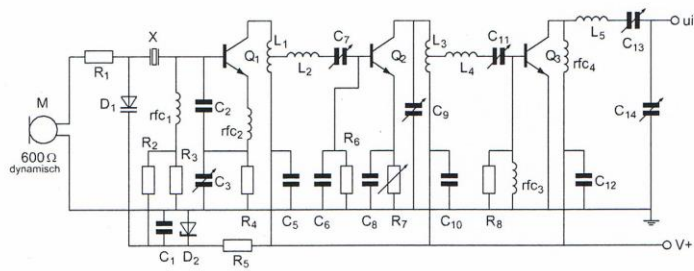 X
R1
D1
M
600Ω
dynamisch
rfc1
C2
rfc2
Q1
L1
L2
C7
Q2
L3
C9
L4
C11
Q3
rfc4
L5
C13
ui
C14
R2
R3
C3
R4
C5
C6
R6
C8
R7
C10
R8
rfc3
C12
C1
D2
R5
V+